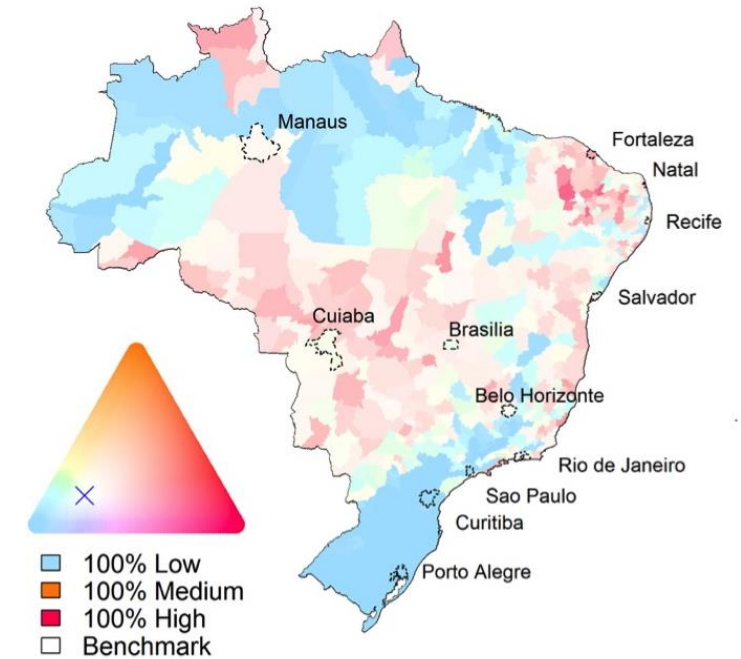 Manaus
Fortaleza
Natal
Recife
Salvador
Cuiaba
Brasilia
Belo Horizonte
Rio de Janeiro
Sao Paulo
Curitiba
Porto Alegre
100% Low
100% Medium
100% High
Benchmark